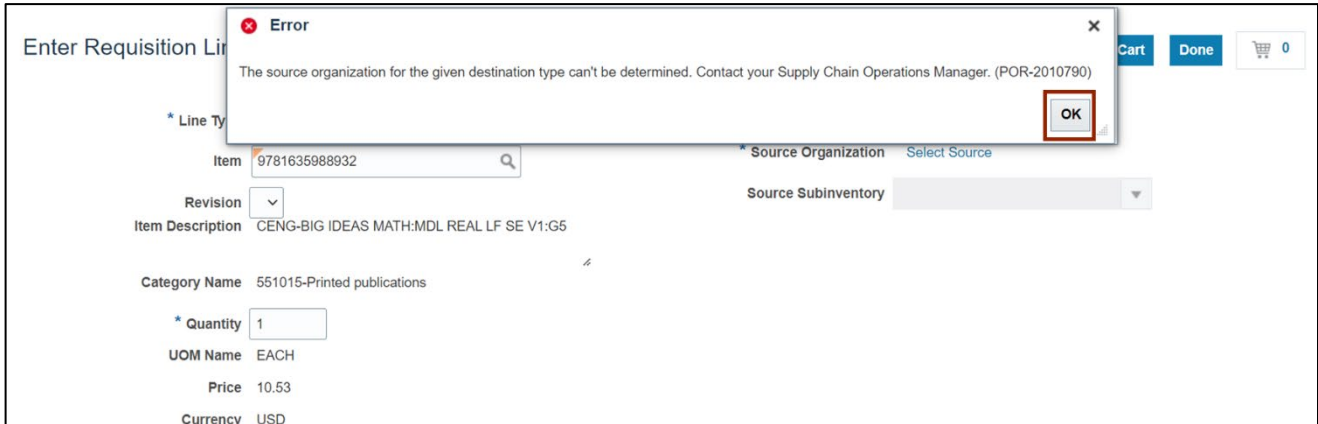 Error
Enter Requisition Lin
Cart Done 0
The source organization for the given destination type can't be determined. Contact your Supply Chain Operations Manager. (POR-2010790)
OK
* Line Ty
Item 9781635988932
* Source Organization Select Source
Revision
Source Subinventory
Item Description CENG-BIG IDEAS MATH:MDL REAL LF SE V1:G5
Category Name 551015-Printed publications
* Quantity 1
UOM Name EACH
Price 10.53
Currency USD